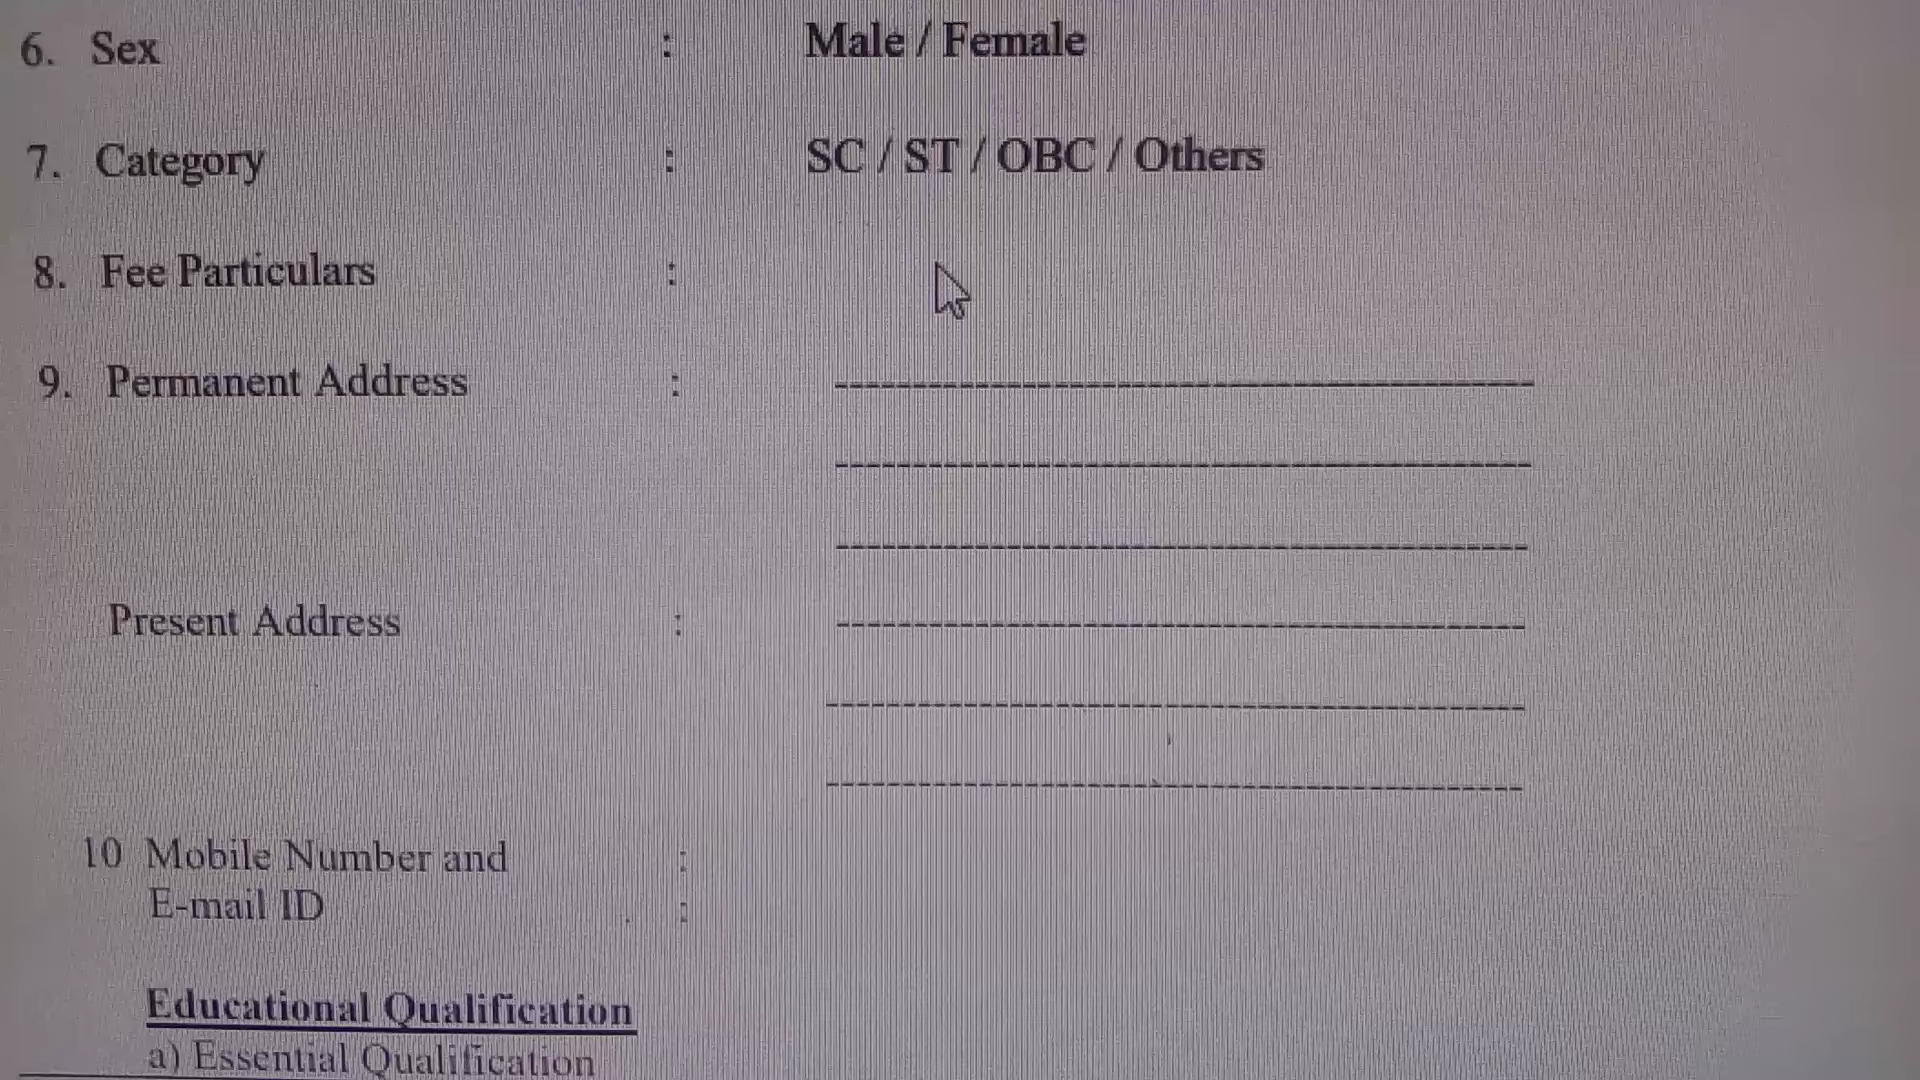 6. Sex : Male / Female
7. Category : SC / ST / OBC / Others
8. Fee Particulars :
9. Permanent Address : ----------------------------------------------
----------------------------------------------
----------------------------------------------
Present Address : ----------------------------------------------
----------------------------------------------
----------------------------------------------
10 Mobile Number and :
E-mail ID :
Educational Qualification
a) Essential Qualification